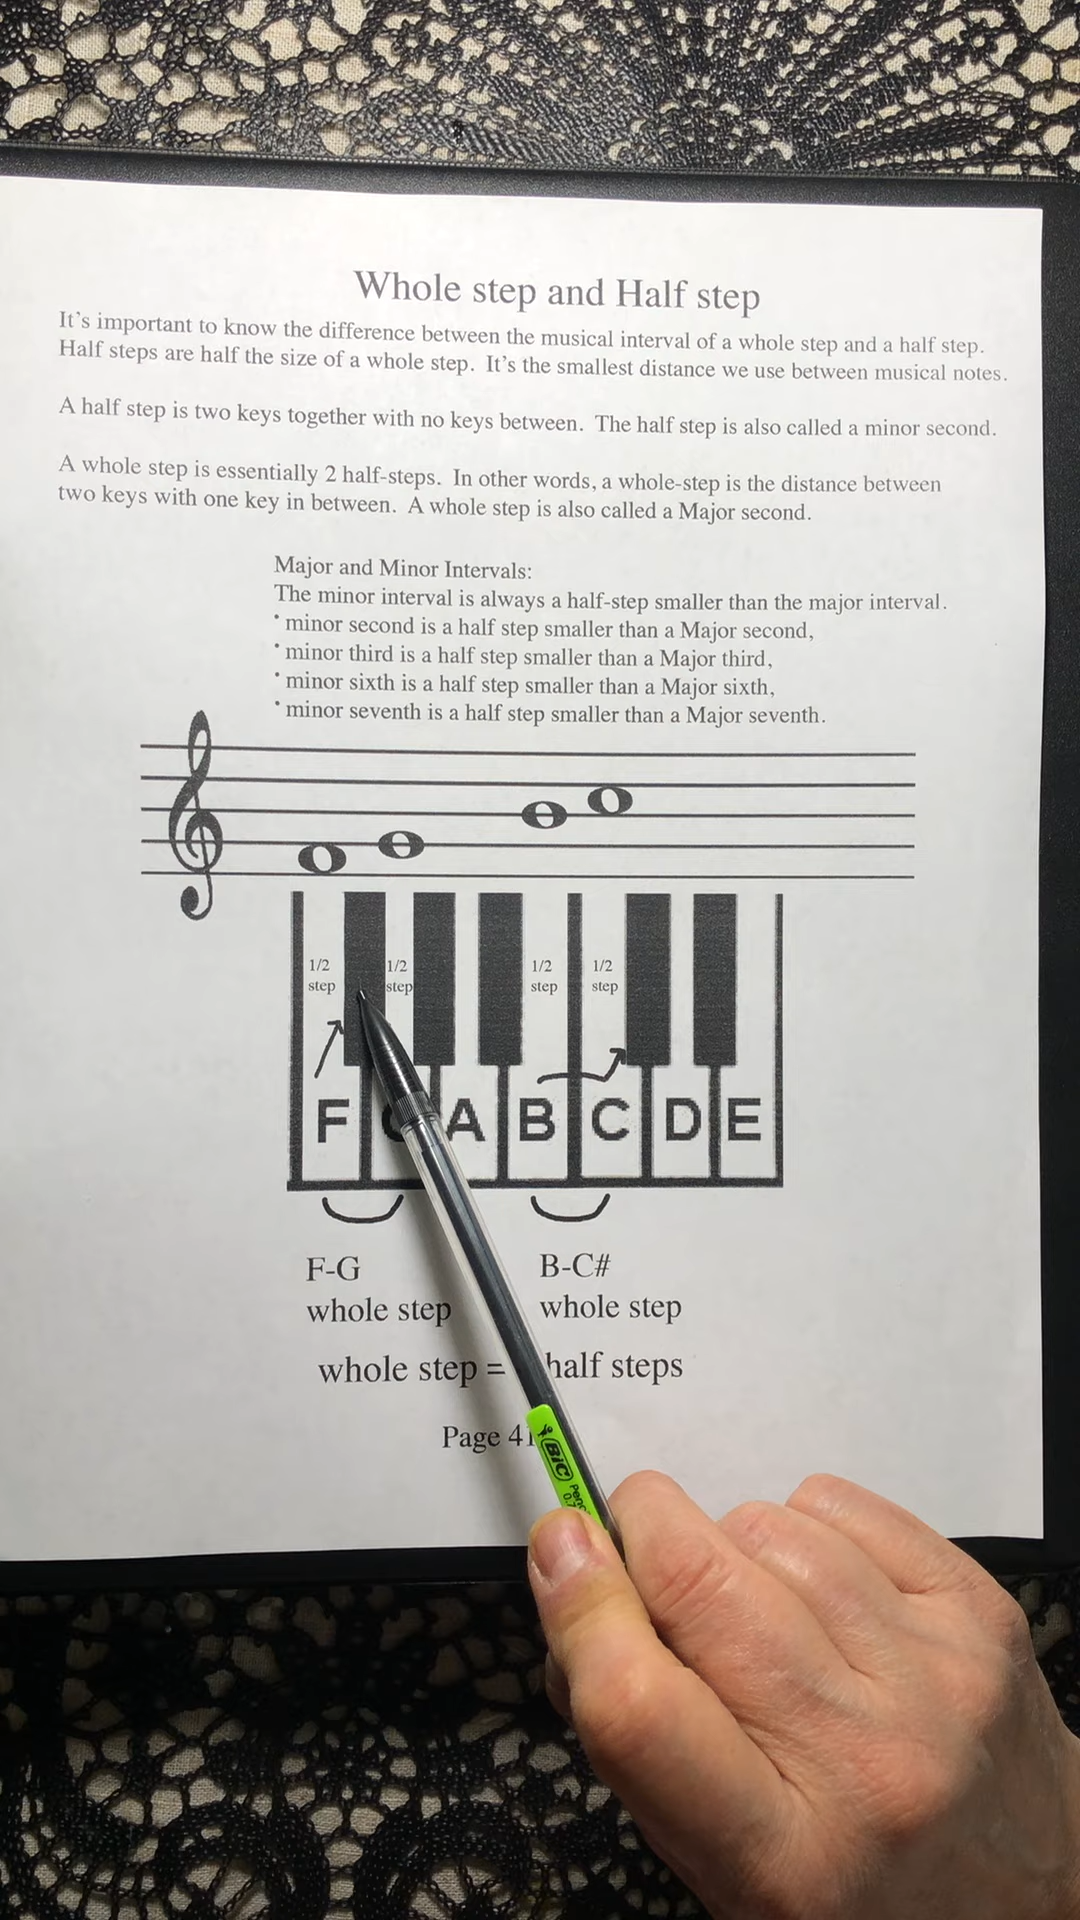 Whole step and Half step
It's important to know the difference between the musical interval of a whole step and a half step.
Half steps are half the size of a whole step. It's the smallest distance we use between musical notes.
A half step is two keys together with no keys between. The half step is also called a minor second.
A whole step is essentially 2 half-steps. In other words, a whole-step is the distance between
two keys with one key in between. A whole step is also called a Major second.
Major and Minor Intervals:
The minor interval is always a half-step smaller than the major interval.
* minor second is a half step smaller than a Major second,
* minor third is a half step smaller than a Major third,
* minor sixth is a half step smaller than a Major sixth,
* minor seventh is a half step smaller than a Major seventh.
1/2 1/2 1/2 1/2
step step step step
F A B C D E
F-G B-C#
whole step whole step
whole step = half steps
Page 41
BIC